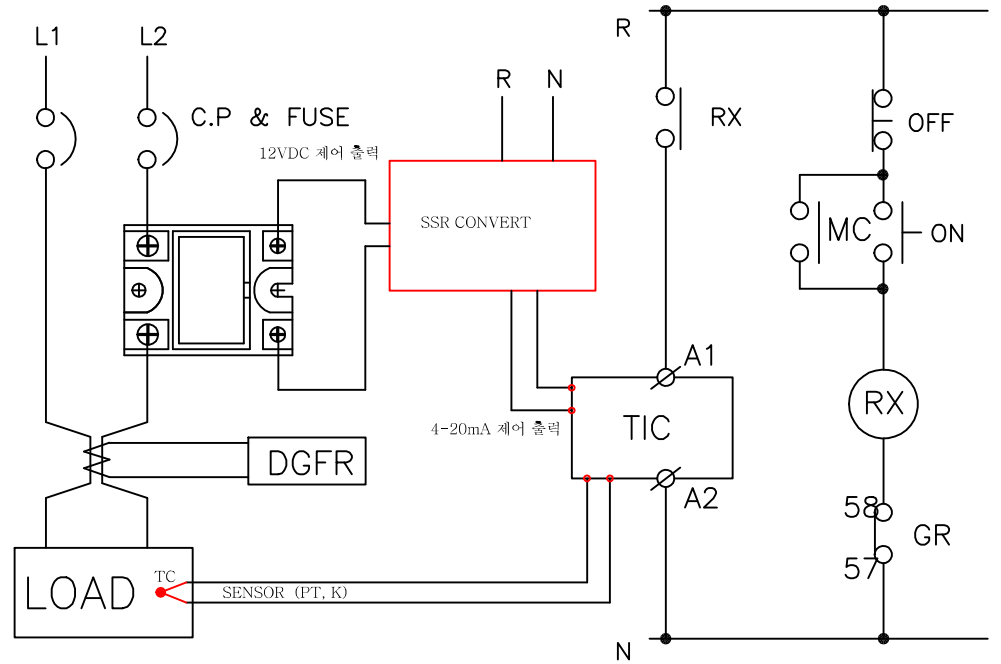 R
L1
L2
R
N
C.P & FUSE
RX
OFF
12VDC 제어 출력
SSR CONVERT
MC
ON
A1
RX
4-20mA 제어 출력
TIC
DGFR
A2
58
GR
57
TC
LOAD
SENSOR (PT, K)
N